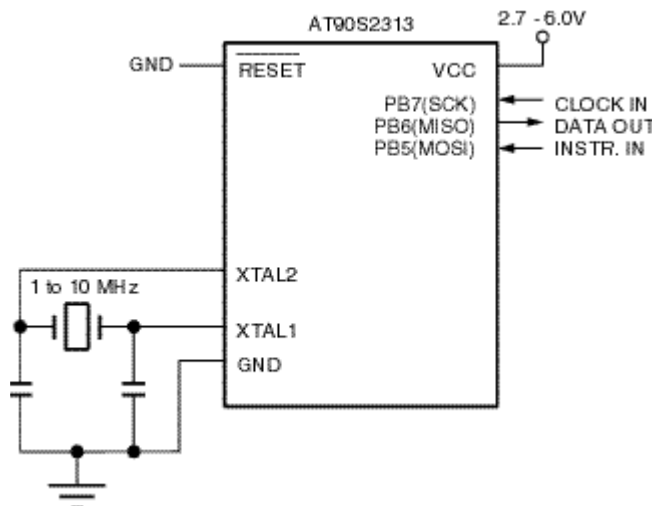 AT90S2313
2.7 - 6.0V
GND
RESET
VCC
PB7(SCK)
CLOCK IN
PB6(MISO)
DATA OUT
PB5(MOSI)
INSTR. IN
XTAL2
1 to 10 MHz
XTAL1
GND